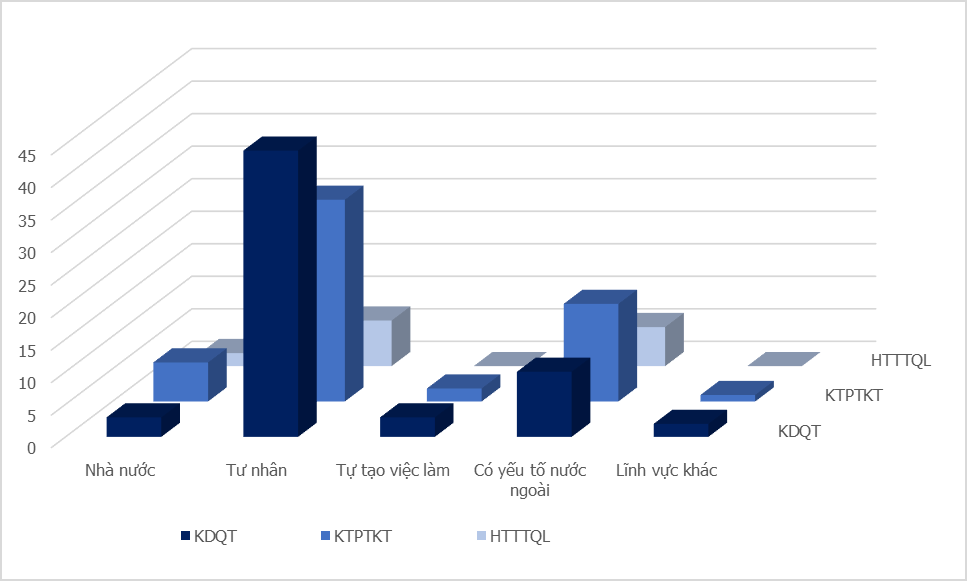 45
40
35
30
25
20
15
10
5
0
HTTTQL
KTPTKT
KDQT
Nhà nước
Tư nhân
Tự tạo việc làm
Có yếu tố nước
ngoài
Lĩnh vực khác
KDQT
KTPTKT
HTTTQL